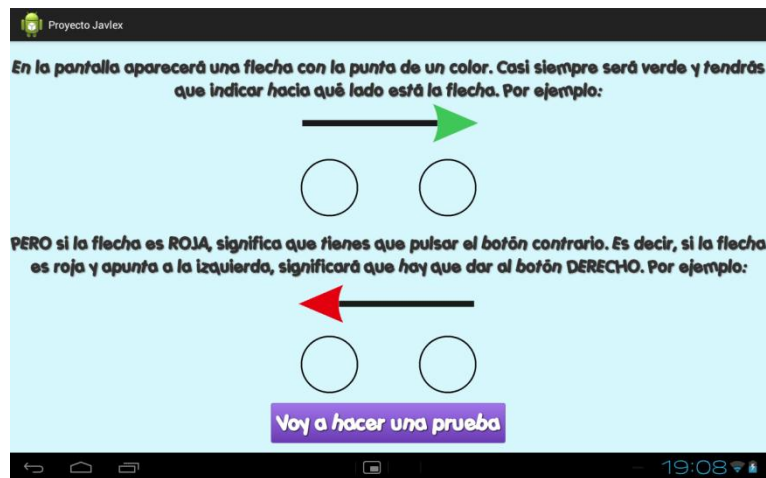 Proyecto Javlex
En la pantalla aparecerá una flecha con la punta de un color. Casi siempre será verde y tendrás
que indicar hacia qué lado está la flecha. Por ejemplo:
PERO si la flecha es ROJA, significa que tienes que pulsar el botón contrario. Es decir, si la flecha
es roja y apunta a la izquierda, significará que hay que dar al botón DERECHO. Por ejemplo:
Voy a hacer una prueba
19:08